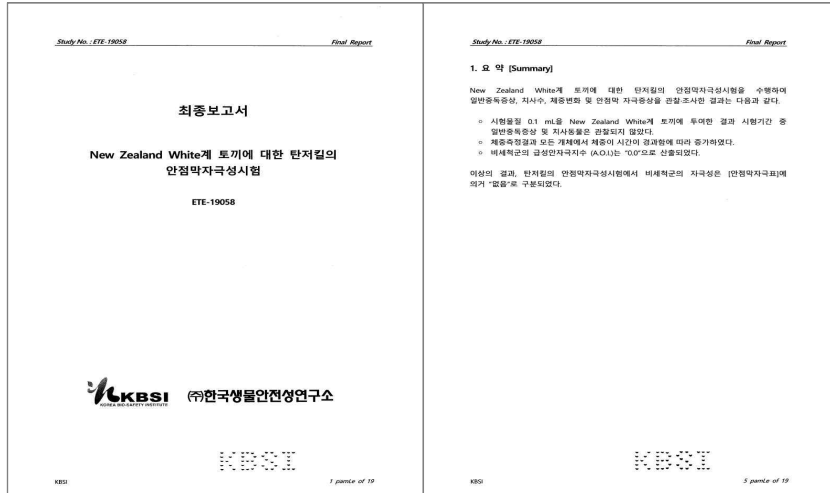 Study No. : ETE-19058
Final Report
최종보고서
New Zealand White계 토끼에 대한 탄저킬의
안점막자극성시험
ETE-19058
KBSI
KOREA BIO-SAFETY INSTITUTE
㈜한국생물안전성연구소
KBSI
KBSI
1 pamLe of 19
Study No. : ETE-19058
Final Report
1. 요 약 [Summary]
New Zealand White계 토끼에 대한 탄저킬의 안점막자극성시험을 수행하여
일반중독증상, 치사수, 체중변화 및 안점막 자극증상을 관찰·조사한 결과는 다음과 같다.
○ 시험물질 0.1 mL을 New Zealand White계 토끼에 투여한 결과 시험기간 중
일반중독증상 및 치사동물은 관찰되지 않았다.
○ 체중측정결과 모든 개체에서 체중이 시간이 경과함에 따라 증가하였다.
○ 비세척군의 급성안자극지수 (A.O.I.)는 "0.0"으로 산출되었다.
이상의 결과, 탄저킬의 안점막자극성시험에서 비세척군의 자극성은 [안점막자극표]에
의거 "없음"로 구분되었다.
KBSI
KBSI
5 pamLe of 19